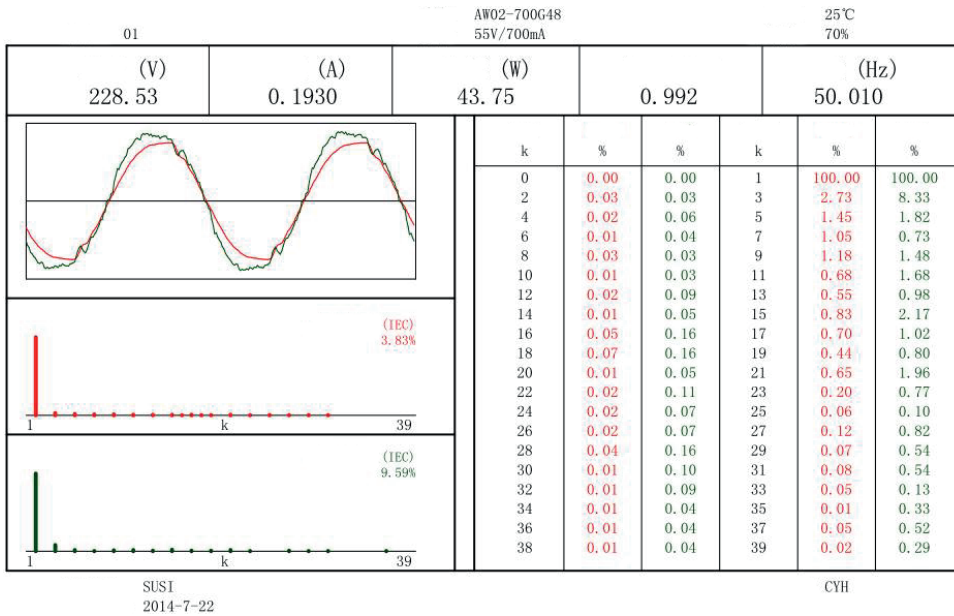 AW02-700G48 25℃
01 55V/700mA 70%
(V) (A) (W) (Hz)
228.53 0.1930 43.75 0.992 50.010
k % % k % %
0 0.00 0.00 1 100.00 100.00
2 0.03 0.03 3 2.73 8.33
4 0.02 0.06 5 1.45 1.82
6 0.01 0.04 7 1.05 0.73
8 0.03 0.03 9 1.18 1.48
10 0.01 0.03 11 0.68 1.68
12 0.02 0.09 13 0.55 0.98
14 0.01 0.05 15 0.83 2.17
16 0.05 0.16 17 0.70 1.02
18 0.07 0.16 19 0.44 0.80
20 0.01 0.05 21 0.65 1.96
22 0.02 0.11 23 0.20 0.77
24 0.02 0.07 25 0.06 0.10
26 0.02 0.07 27 0.12 0.82
28 0.04 0.16 29 0.07 0.54
30 0.01 0.10 31 0.08 0.54
32 0.01 0.09 33 0.05 0.13
34 0.01 0.04 35 0.01 0.33
36 0.01 0.04 37 0.05 0.52
38 0.01 0.04 39 0.02 0.29
(IEC)
3.83%
1 k 39
(IEC)
9.59%
1 k 39
SUSI CYH
2014-7-22